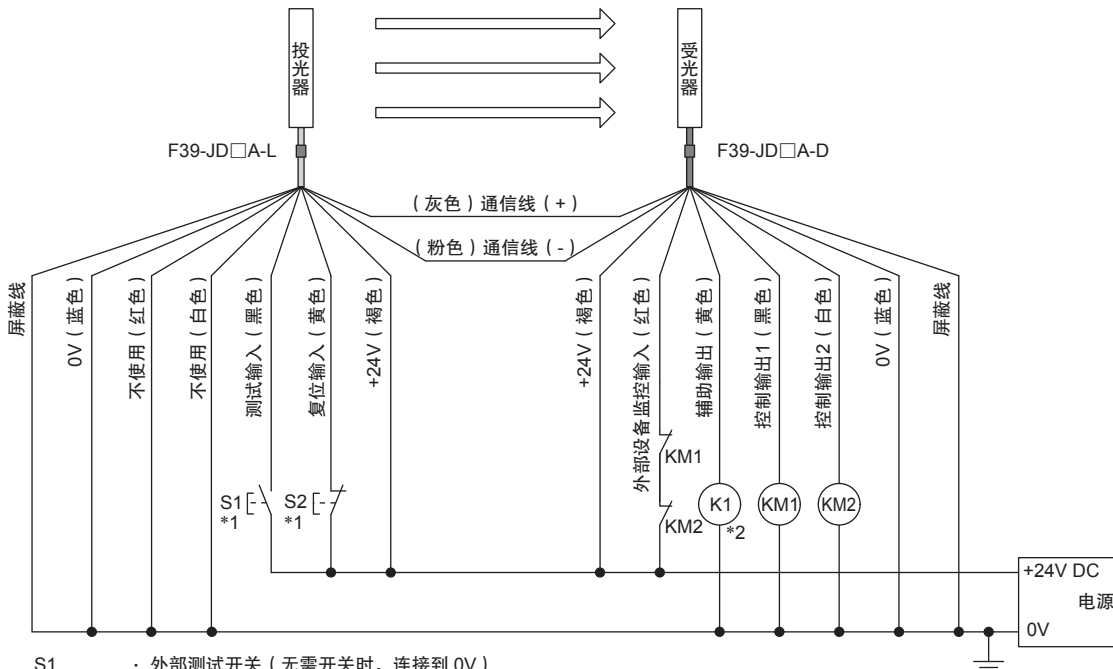 投光器
受光器
F39-JD□A-L
F39-JD□A-D
（灰色）通信线（+）
（粉色）通信线（-）
屏蔽线
0V（蓝色）
不使用（红色）
不使用（白色）
测试输入（黑色）
复位输入（黄色）
+24V（褐色）
+24V（褐色）
外部设备监控输入（红色）
辅助输出（黄色）
控制输出1（黑色）
控制输出2（白色）
0V（蓝色）
屏蔽线
S1
*1
S2
*1
KM1
KM2
K1
*2
KM1
KM2
+24V DC
电源
0V
S1 : 外部测试开关（无需开关时，连接到 0V）